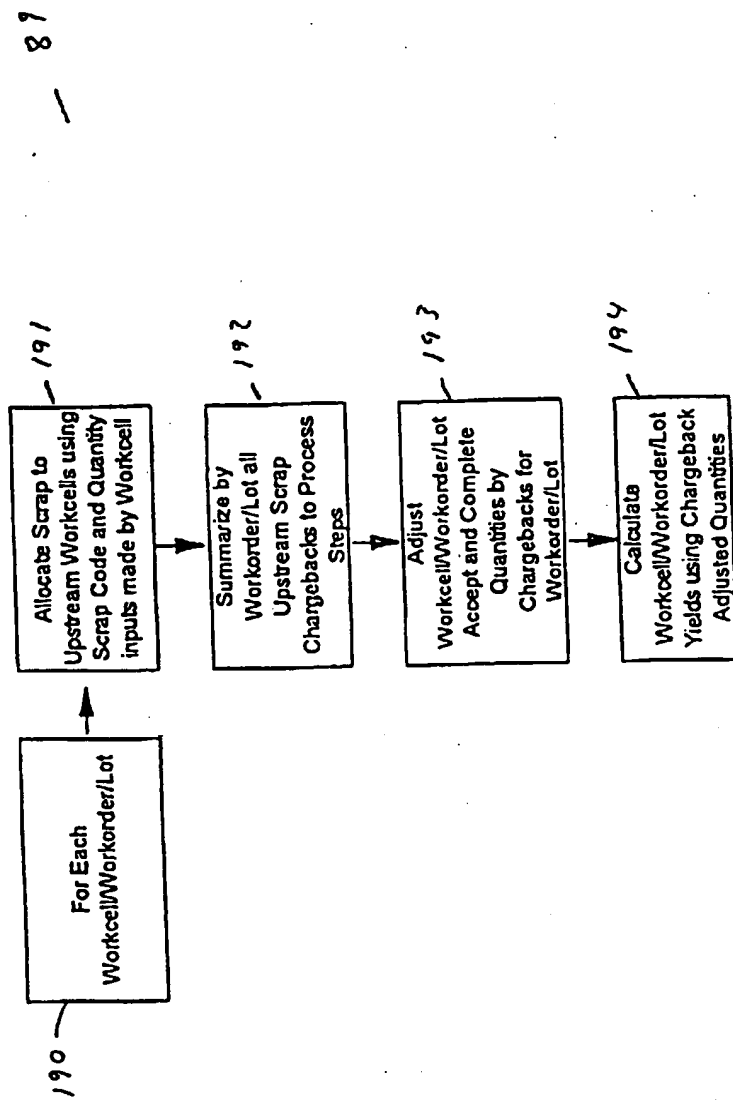 89
190
For Each
Workcell/Workorder/Lot
191
Allocate Scrap to
Upstream Workcells using
Scrap Code and Quantity
inputs made by Workcell
192
Summarize by
Workorder/Lot all
Upstream Scrap
Chargebacks to Process
Steps
193
Adjust
Workcell/Workorder/Lot
Accept and Complete
Quantities by
Chargebacks for
Workorder/Lot
194
Calculate
Workcell/Workorder/Lot
Yields using Chargeback
Adjusted Quantities